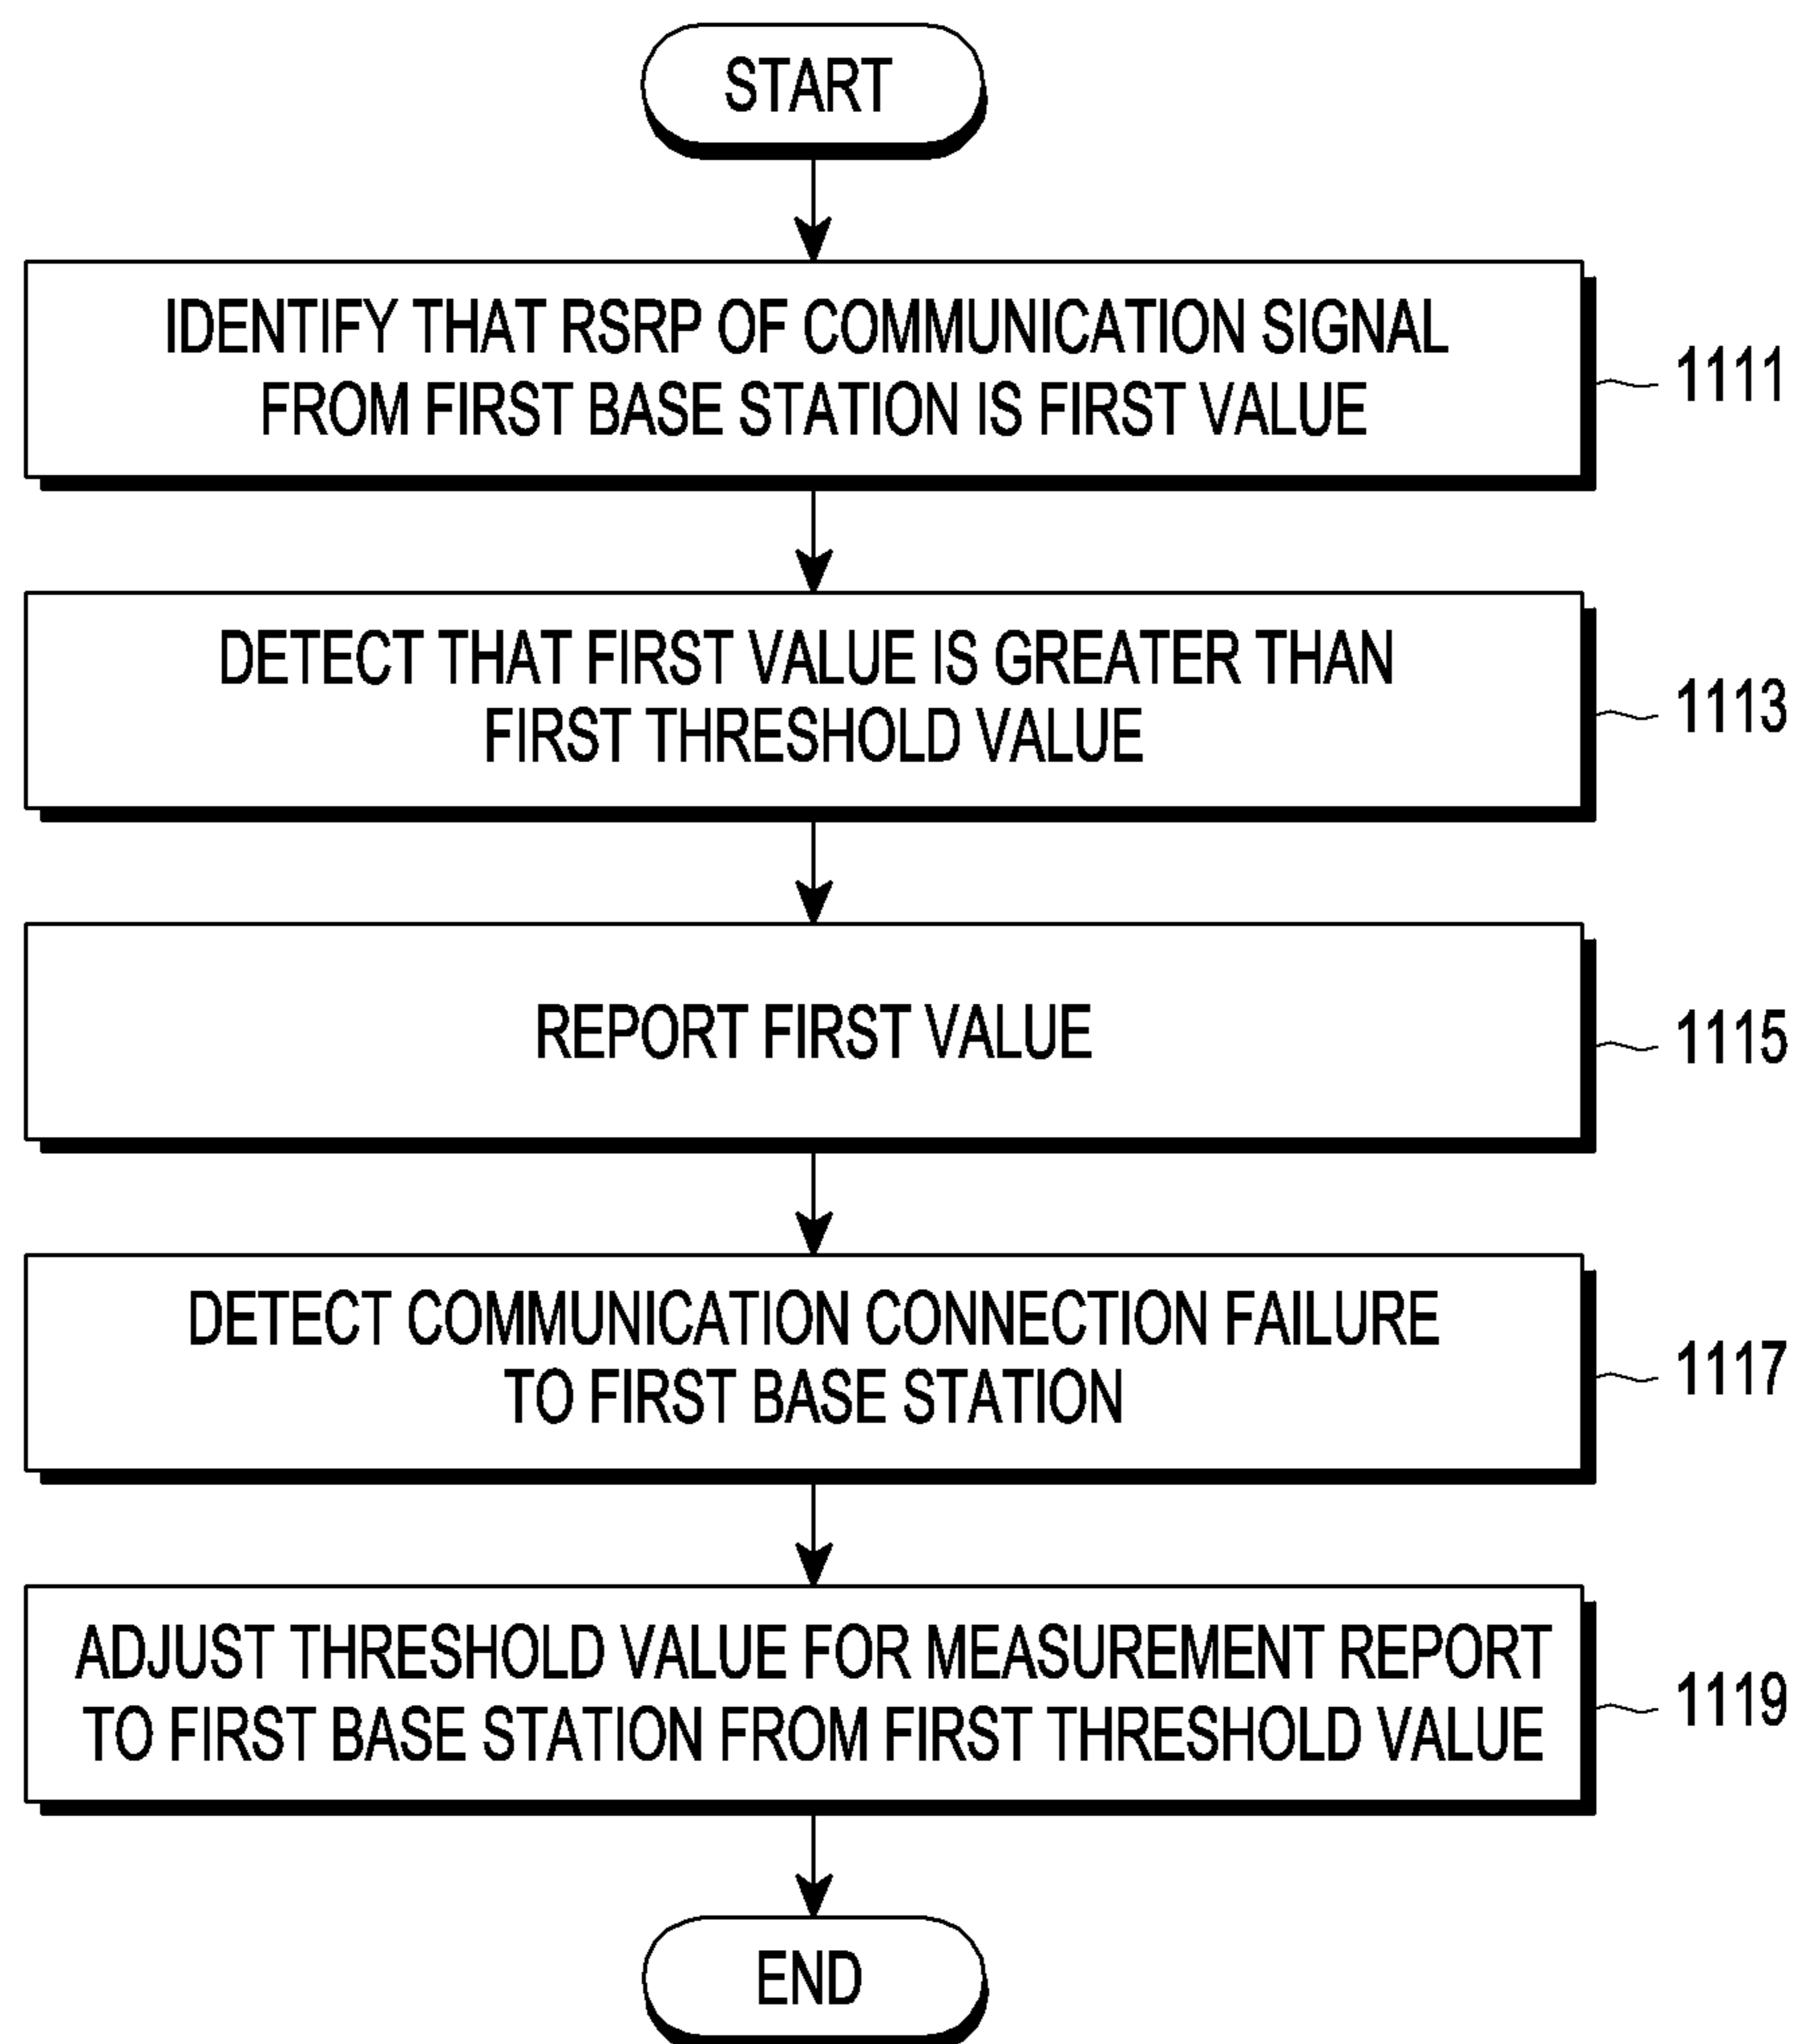 START
IDENTIFY THAT RSRP OF COMMUNICATION SIGNAL
FROM FIRST BASE STATION IS FIRST VALUE
1111
DETECT THAT FIRST VALUE IS GREATER THAN
FIRST THRESHOLD VALUE
1113
REPORT FIRST VALUE
1115
DETECT COMMUNICATION CONNECTION FAILURE
TO FIRST BASE STATION
1117
ADJUST THRESHOLD VALUE FOR MEASUREMENT REPORT
TO FIRST BASE STATION FROM FIRST THRESHOLD VALUE
1119
END